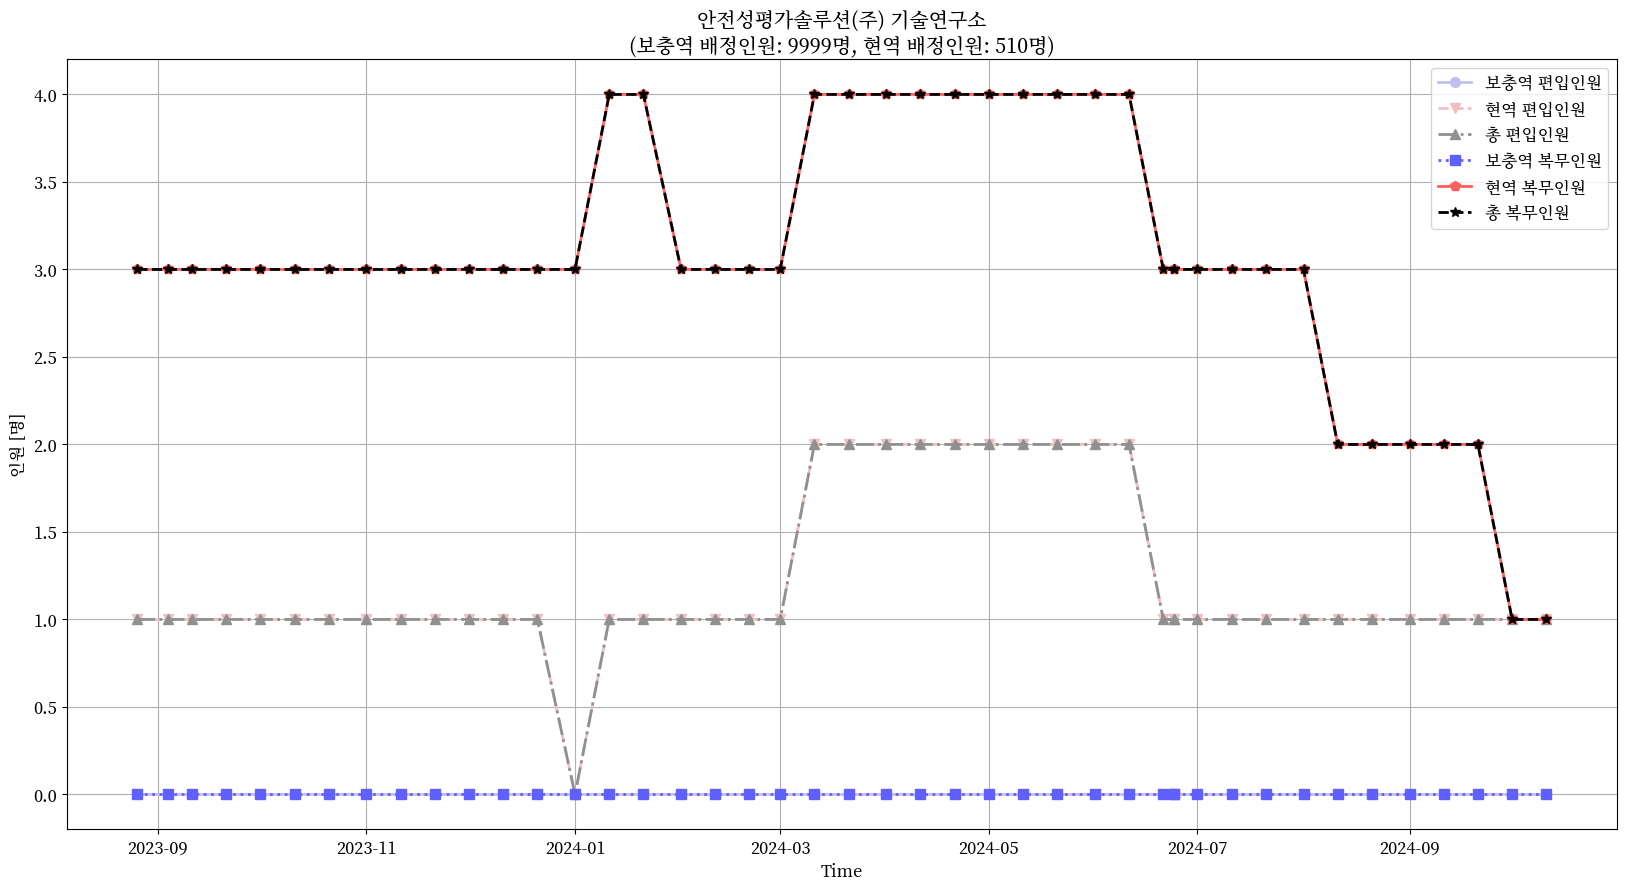 안전성평가솔루션(주) 기술연구소
(보충역 배정인원: 9999명, 현역 배정인원: 510명)
보충역 편입인원
현역 편입인원
총 편입인원
보충역 복무인원
현역 복무인원
총 복무인원
4.0
3.5
3.0
2.5
2.0
1.5
1.0
0.5
0.0
인원 [명]
2023-09
2023-11
2024-01
2024-03
2024-05
2024-07
2024-09
Time